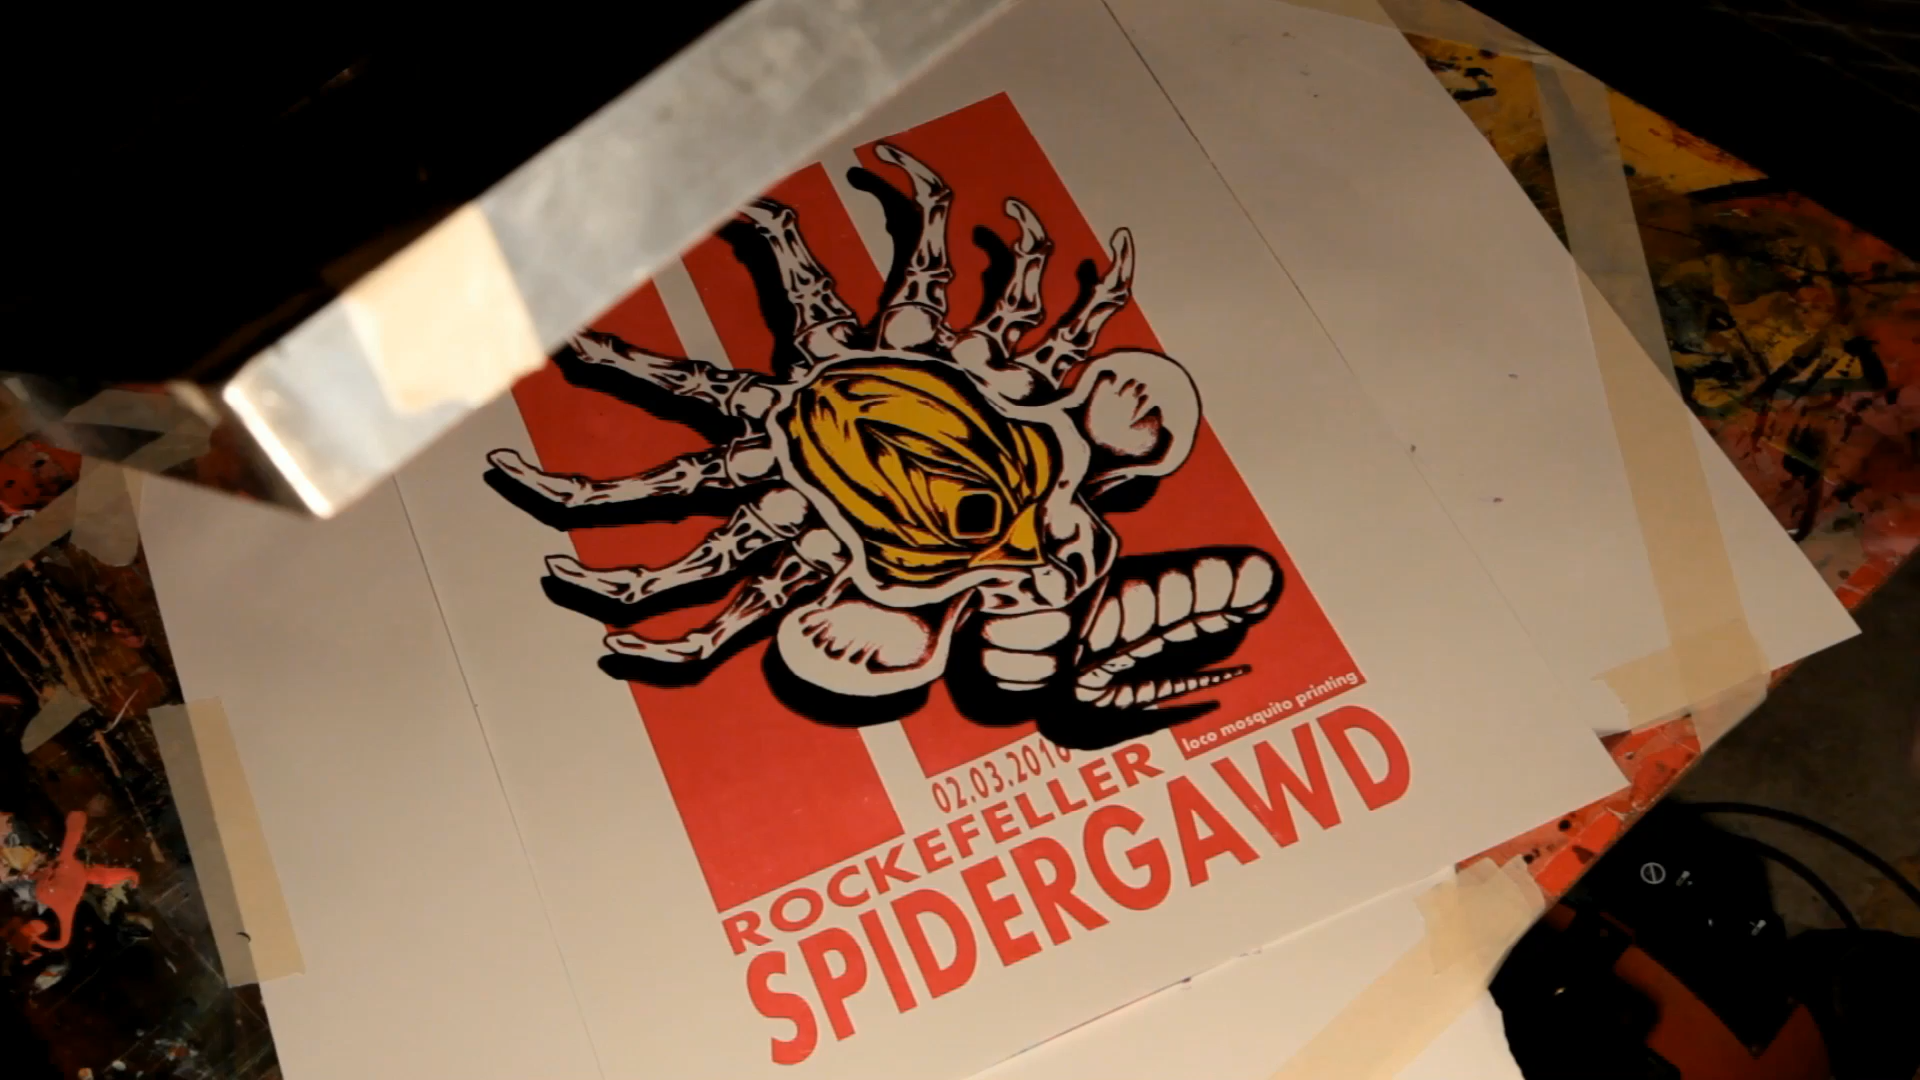 loco mosquito printing
02.03.2016
ROCKEFELLER
SPIDERGAWD